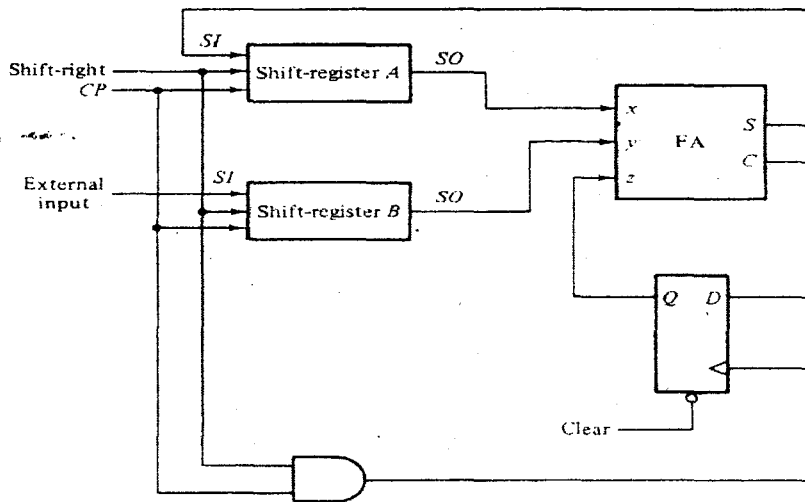 SI
Shift-right
CP
Shift-register A
SO
x
y
z
FA
S
C
External
input
SI
Shift-register B
SO
Q
D
Clear